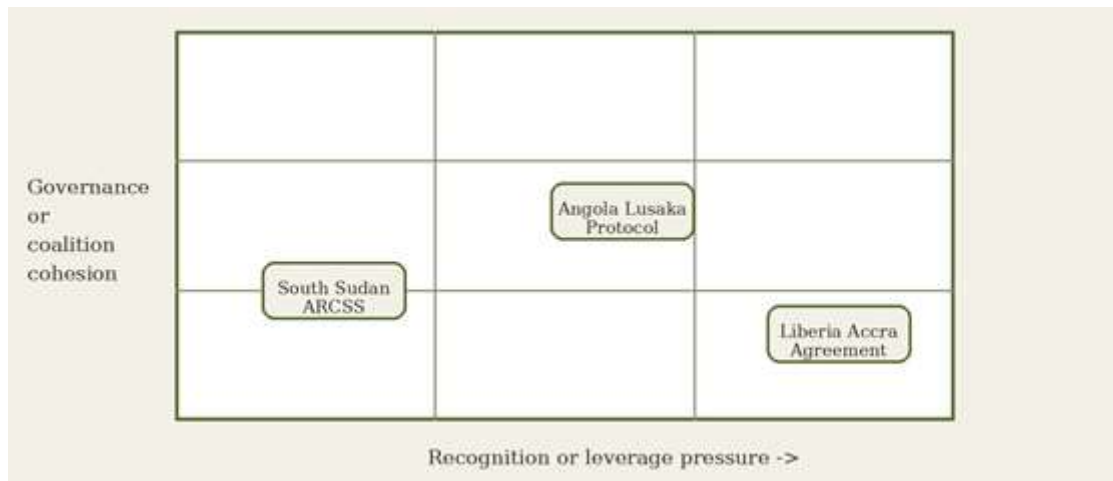 Governance
or
coalition
cohesion
Angola Lusaka
Protocol
South Sudan
ARCSS
Liberia Accra
Agreement
Recognition or leverage pressure ->